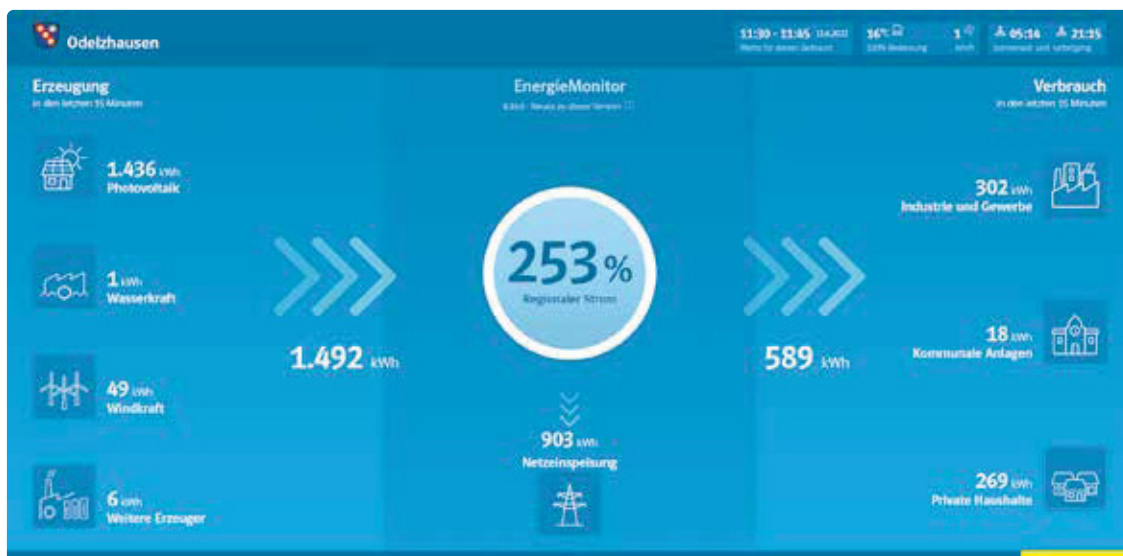 Odelzhausen
11:30 - 11:45
16°C
1
05:14
21:15
Erzeugung
in den letzten 15 Minuten
EnergieMonitor
Verbrauch
in den letzten 15 Minuten
1.436 kWh
Photovoltaik
302 kWh
Industrie und Gewerbe
253 %
Regionaler Strom
1 kWh
Wasserkraft
1.492 kWh
589 kWh
18 kWh
Kommunale Anlagen
49 kWh
Windkraft
903 kWh
Netzeinspeisung
269 kWh
Private Haushalte
6 kWh
Weitere Erzeuger